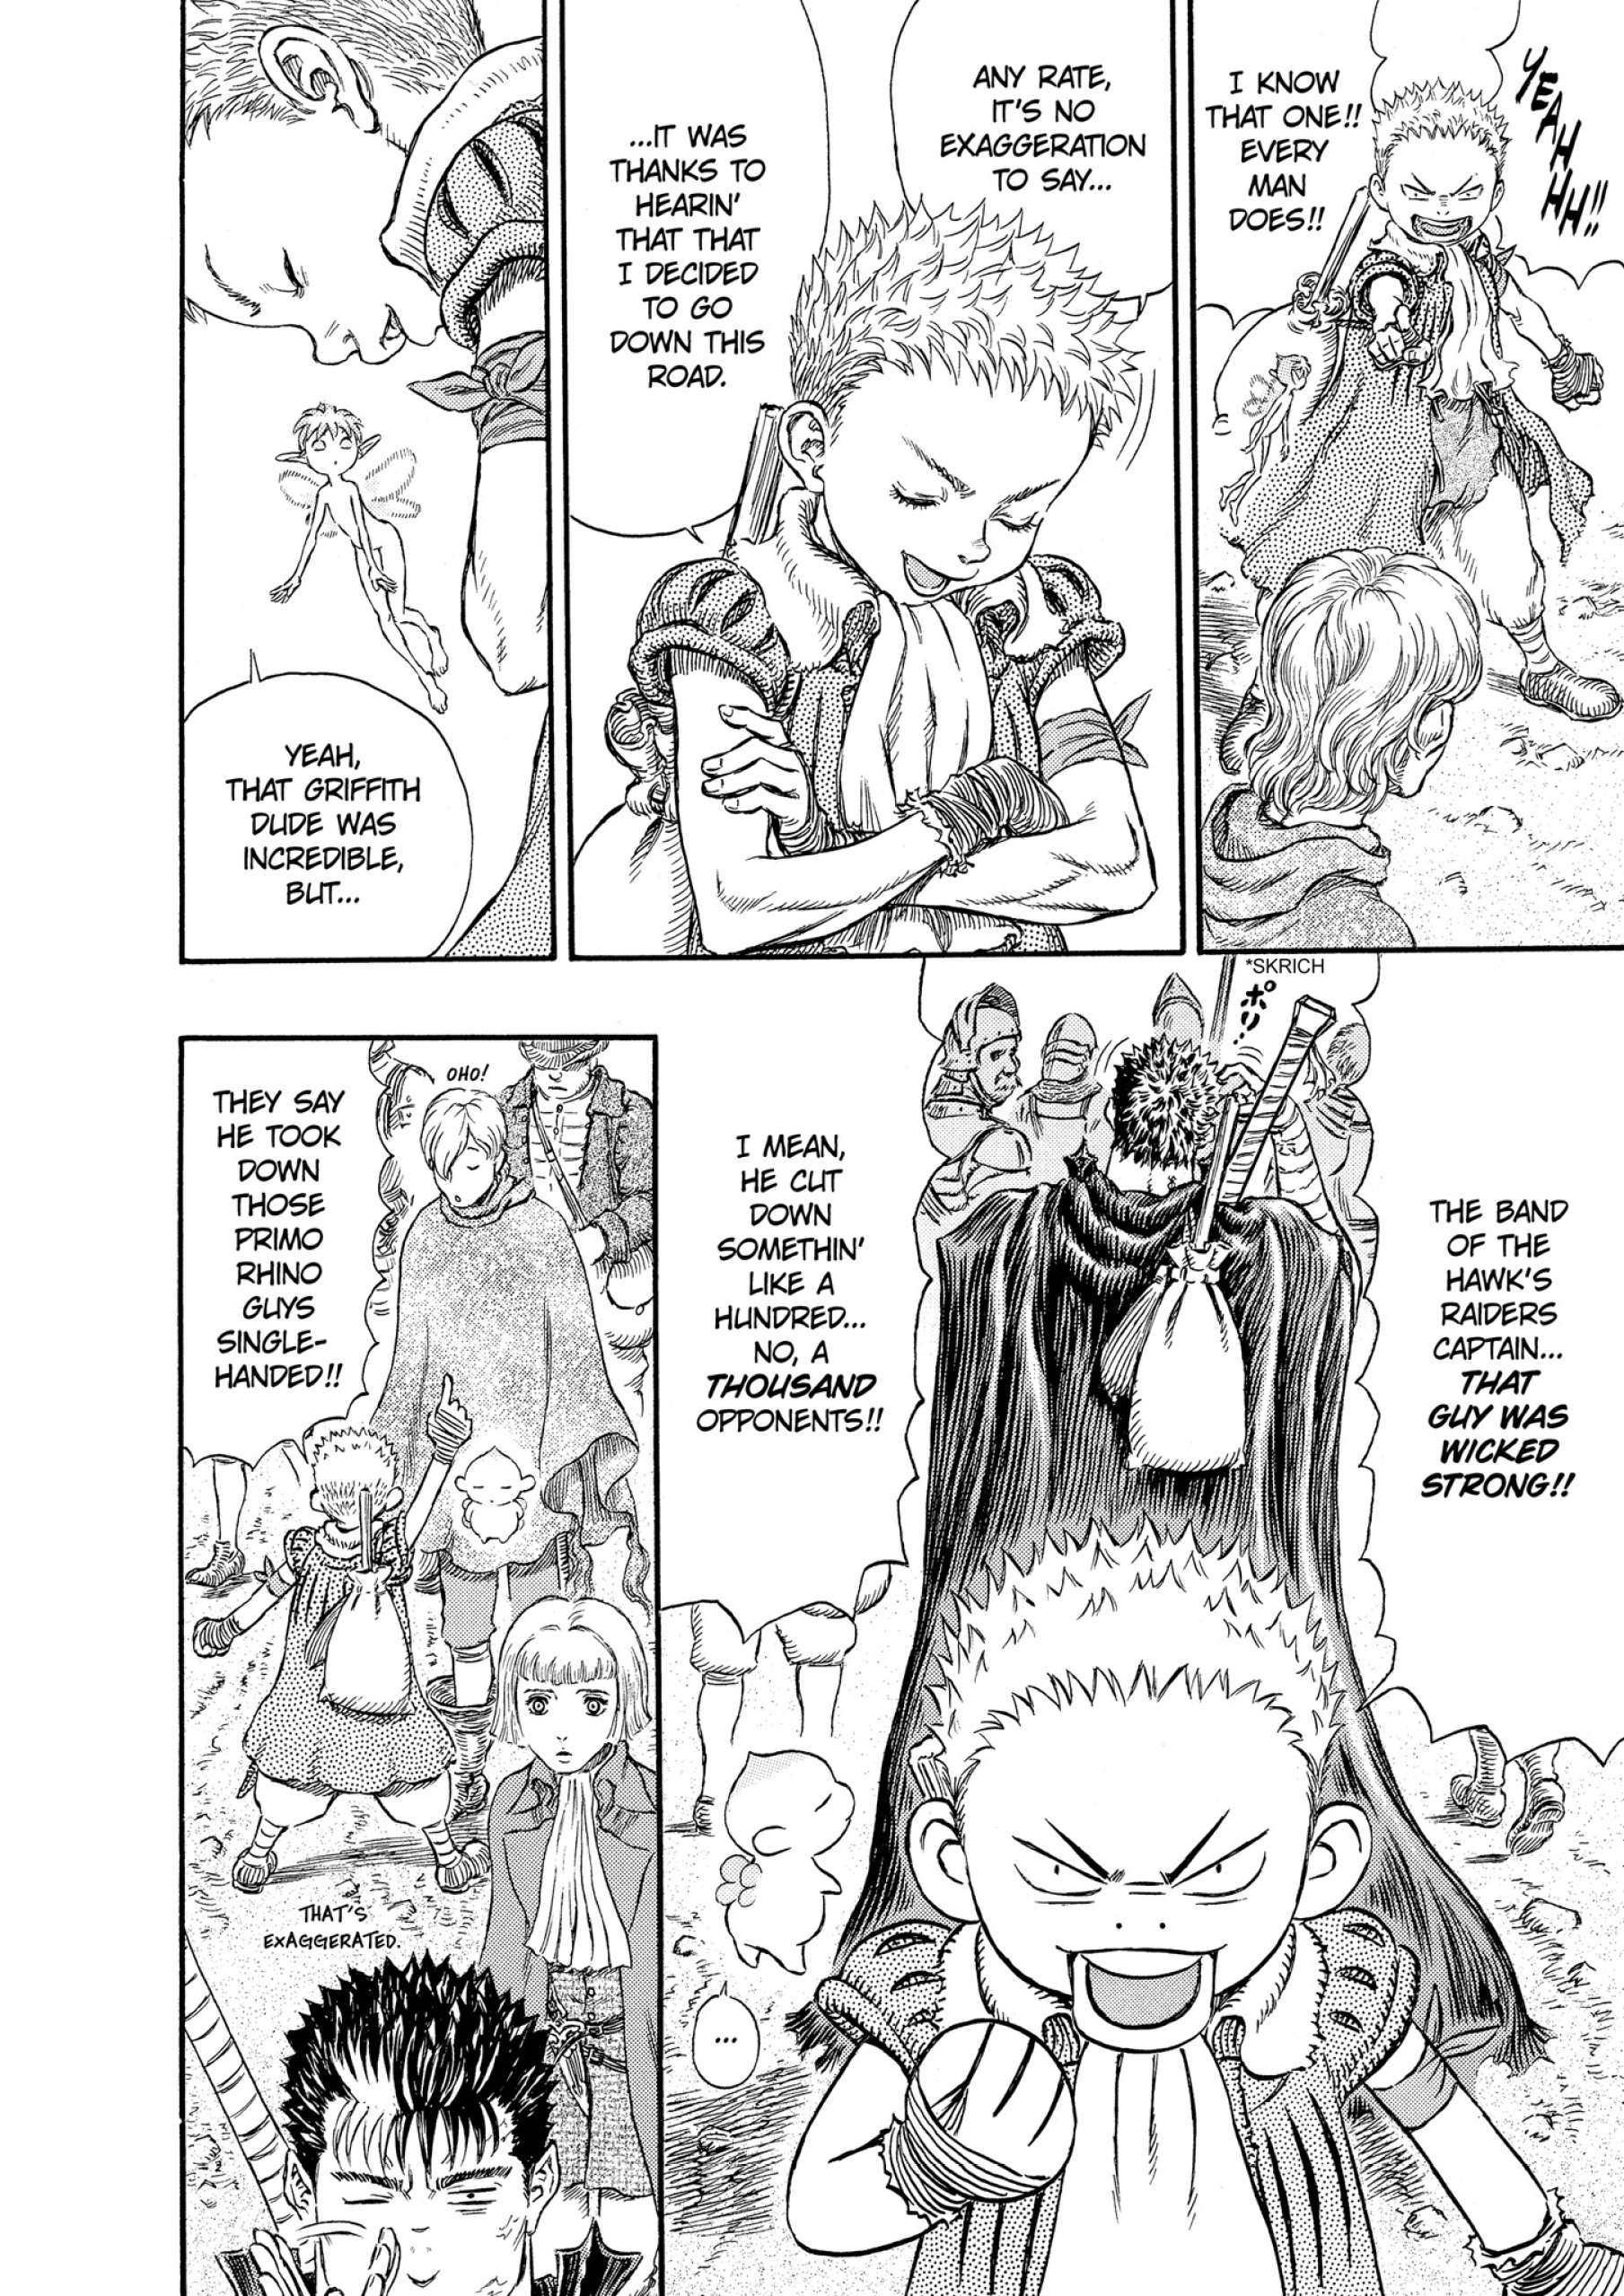 YEAH HH!!
I KNOW
THAT ONE!!
EVERY
MAN
DOES!!
ANY RATE,
IT'S NO
EXAGGERATION
TO SAY...
...IT WAS
THANKS TO
HEARIN'
THAT THAT
I DECIDED
TO GO
DOWN THIS
ROAD.
YEAH,
THAT GRIFFITH
DUDE WAS
INCREDIBLE,
BUT...
*SKRICH
ポリ…
THE BAND
OF THE
HAWK'S
RAIDERS
CAPTAIN...
THAT
GUY WAS
WICKED
STRONG!!
I MEAN,
HE CUT
DOWN
SOMETHIN'
LIKE A
HUNDRED...
NO, A
THOUSAND
OPPONENTS!!
...
OHO!
THEY SAY
HE TOOK
DOWN
THOSE
PRIMO
RHINO
GUYS
SINGLE-
HANDED!!
THAT'S
EXAGGERATED.